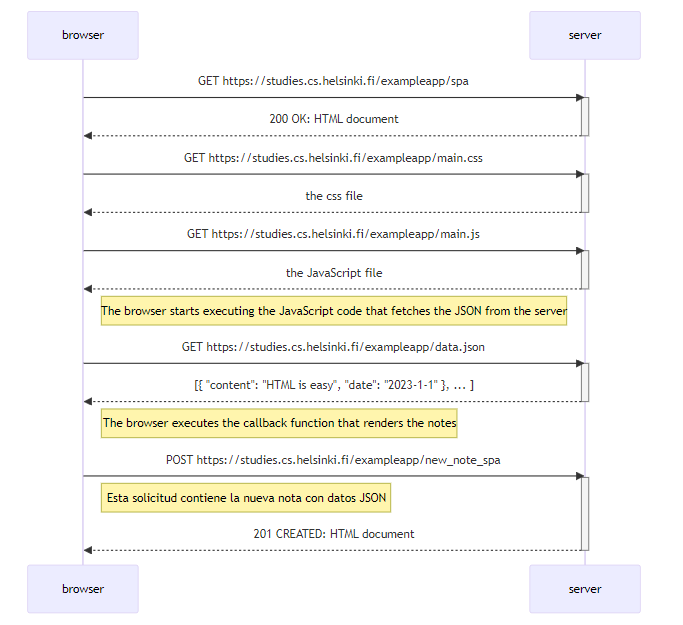 browser
server
GET https://studies.cs.helsinki.fi/exampleapp/spa
200 OK: HTML document
GET https://studies.cs.helsinki.fi/exampleapp/main.css
the css file
GET https://studies.cs.helsinki.fi/exampleapp/main.js
the JavaScript file
The browser starts executing the JavaScript code that fetches the JSON from the server
GET https://studies.cs.helsinki.fi/exampleapp/data.json
[{ "content": "HTML is easy", "date": "2023-1-1" }, ... ]
The browser executes the callback function that renders the notes
POST https://studies.cs.helsinki.fi/exampleapp/new_note_spa
Esta solicitud contiene la nueva nota con datos JSON
201 CREATED: HTML document
browser
server